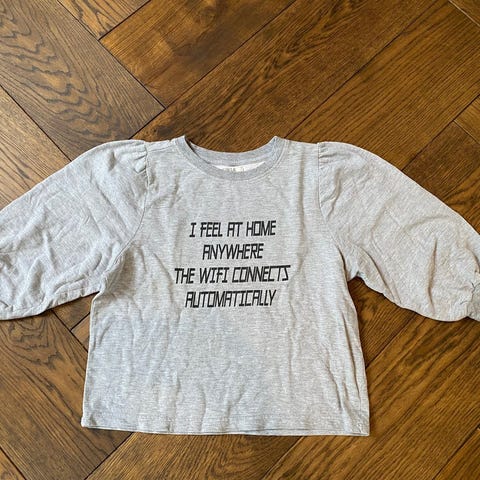 I FEEL AT HOME
ANYWHERE
THE WIFI CONNECTS
AUTOMATICALLY